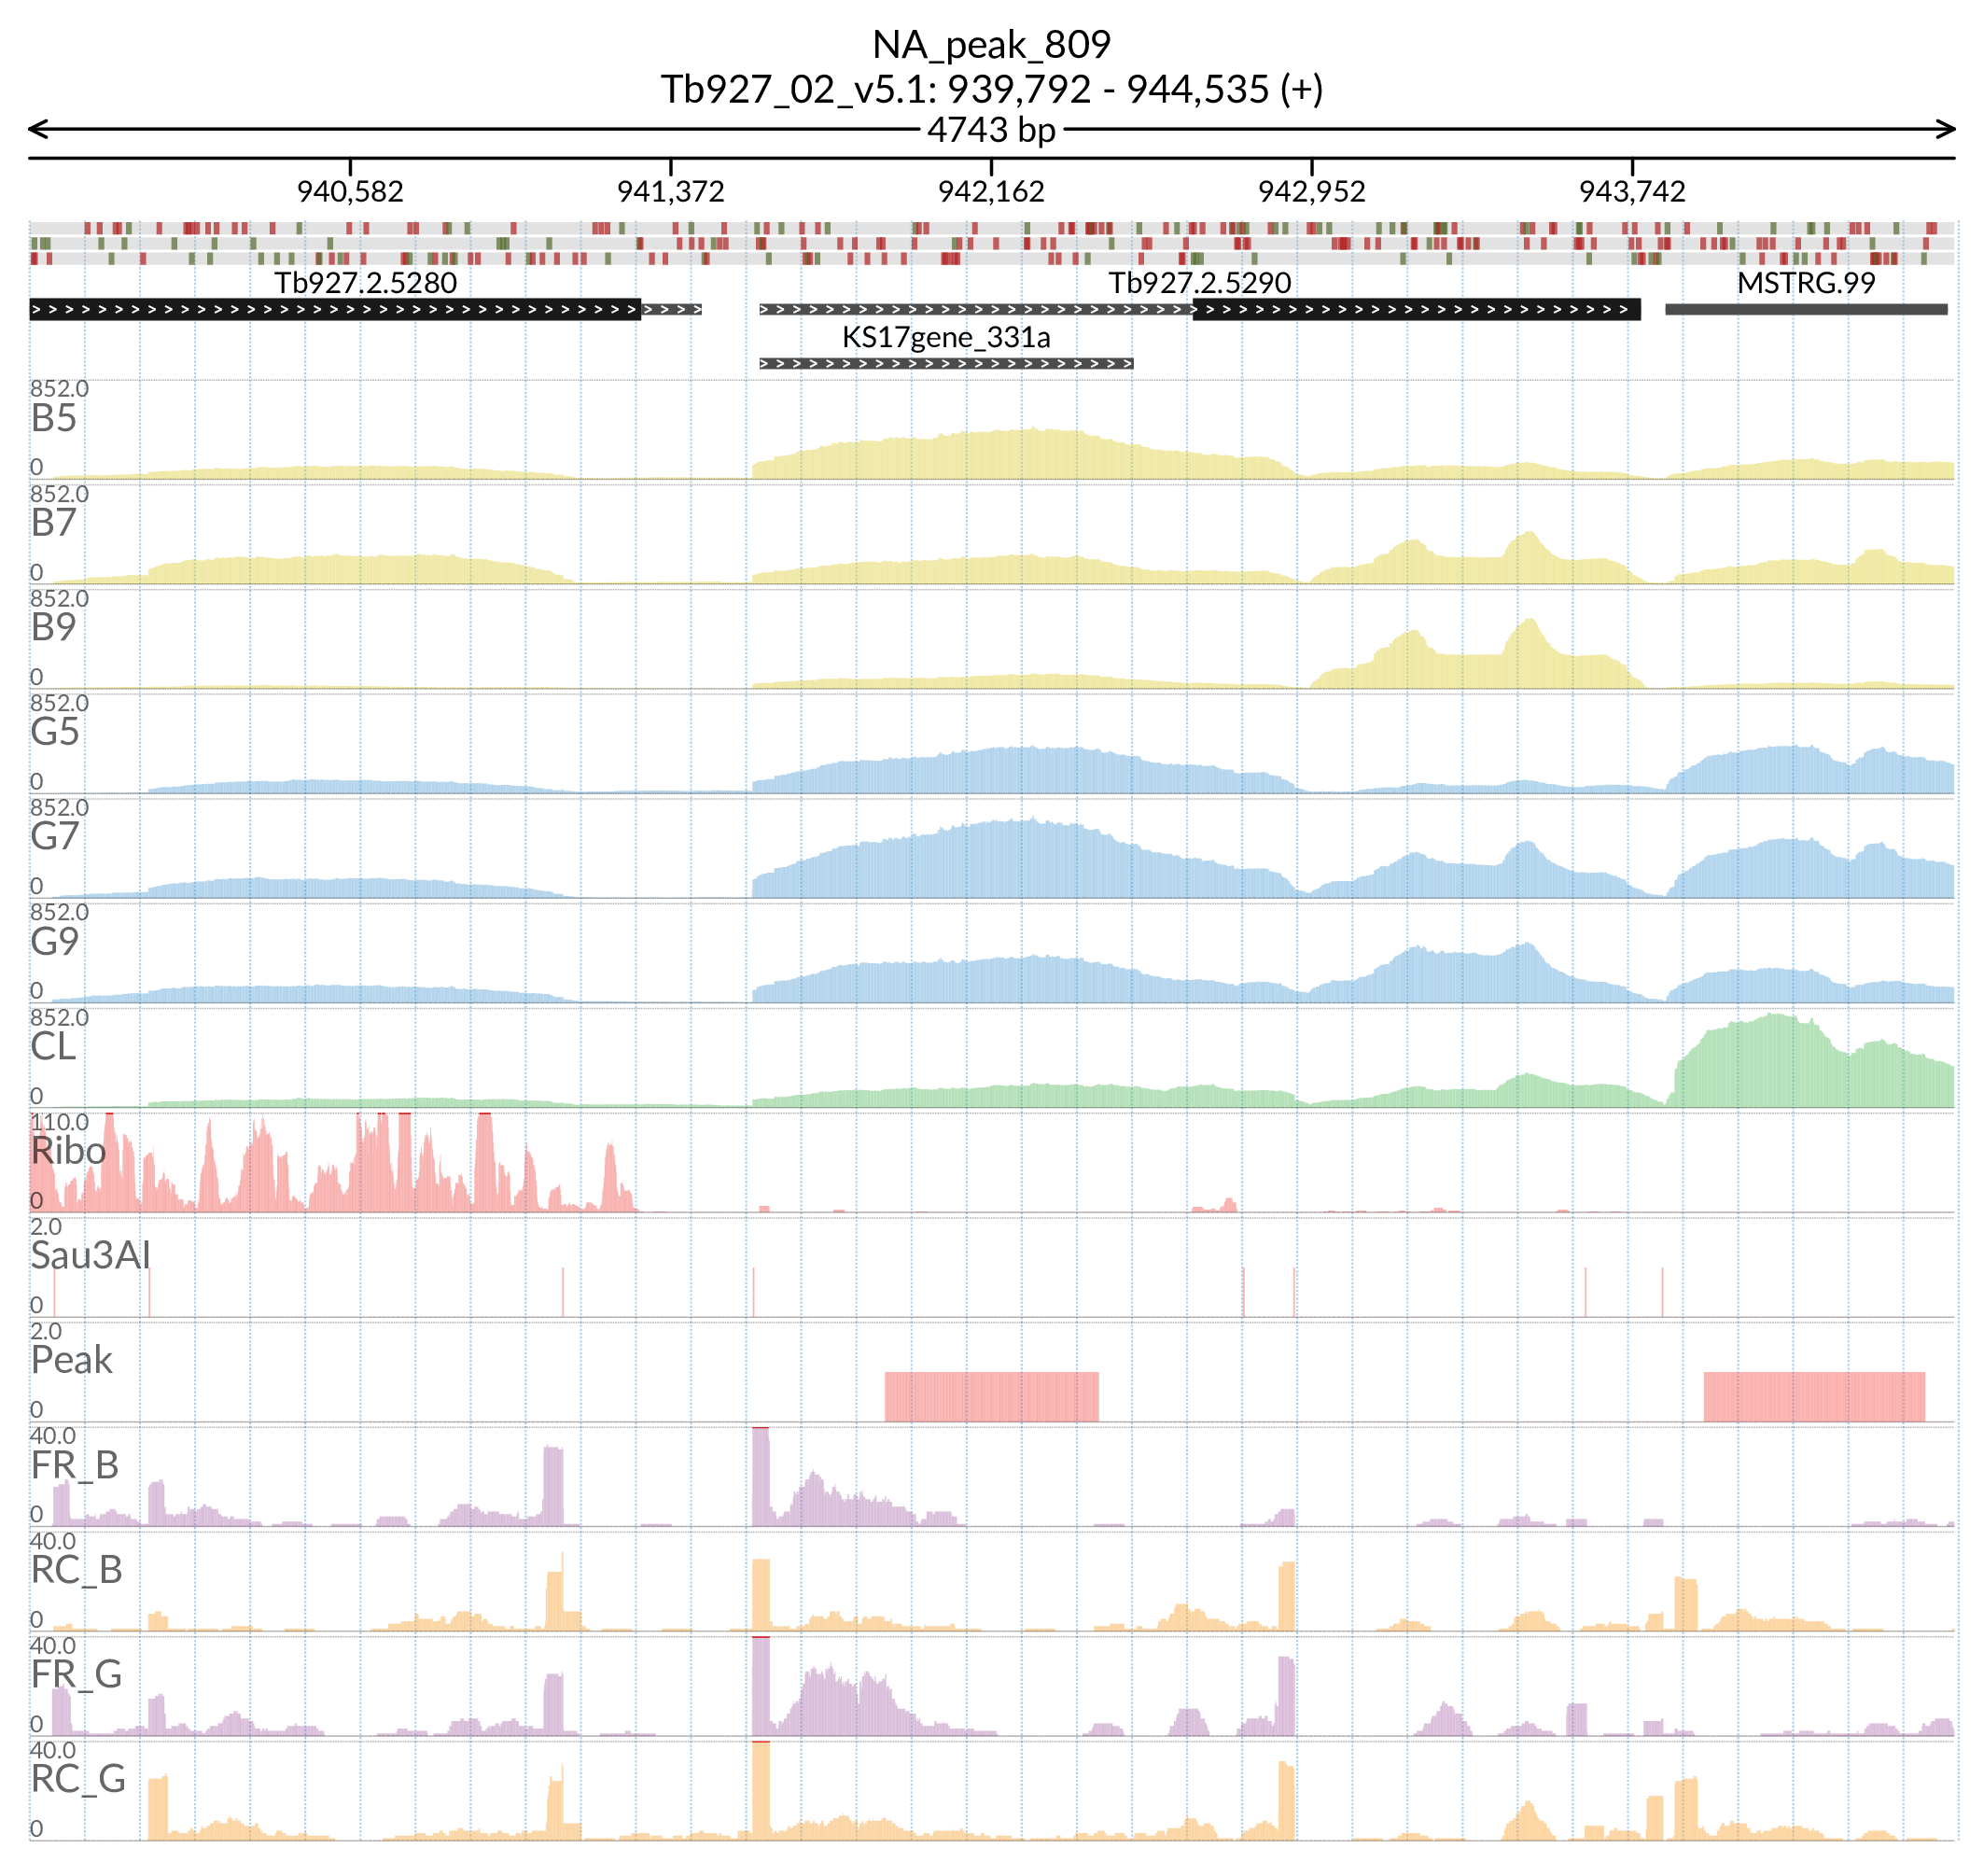 NA_peak_809
Tb927_02_v5.1: 939,792 - 944,535 (+)
4743 bp
940,582 941,372 942,162 942,952 943,742
Tb927.2.5280 Tb927.2.5290 MSTRG.99
KS17gene_331a
852.0
B5
0
852.0
B7
0
852.0
B9
0
852.0
G5
0
852.0
G7
0
852.0
G9
0
852.0
CL
0
110.0
Ribo
0
2.0
Sau3AI
0
2.0
Peak
0
40.0
FR_B
0
40.0
RC_B
0
40.0
FR_G
0
40.0
RC_G
0